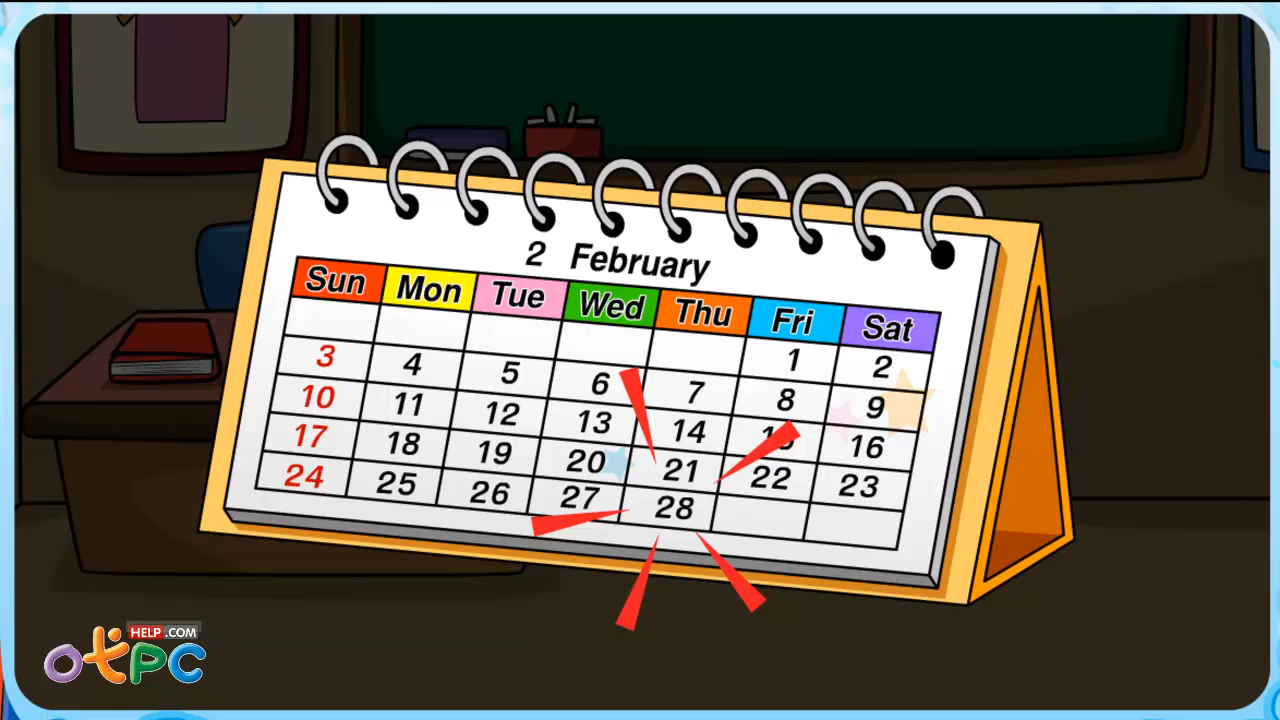 2 February
Sun Mon Tue Wed Thu Fri Sat
1 2
3 4 5 6 7 8 9
10 11 12 13 14 15 16
17 18 19 20 21 22 23
24 25 26 27 28
HELP.COM
otpc